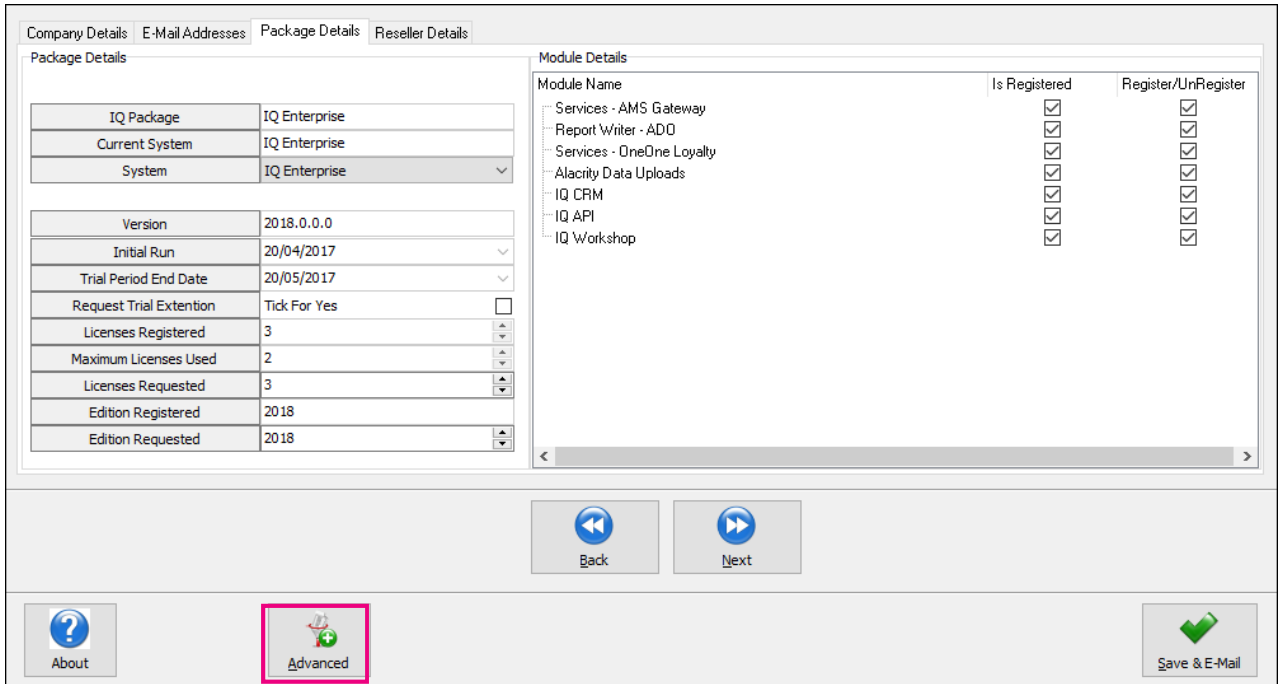 Company Details E-Mail Addresses Package Details Reseller Details
Package Details
IQ Package IQ Enterprise
Current System IQ Enterprise
System IQ Enterprise
Version 2018.0.0.0
Initial Run 20/04/2017
Trial Period End Date 20/05/2017
Request Trial Extention Tick For Yes
Licenses Registered 3
Maximum Licenses Used 2
Licenses Requested 3
Edition Registered 2018
Edition Requested 2018
Module Details
Module Name Is Registered Register/UnRegister
Services - AMS Gateway
Report Writer - ADO
Services - OneOne Loyalty
Alacrity Data Uploads
IQ CRM
IQ API
IQ Workshop
Back Next
About Advanced Save & E-Mail